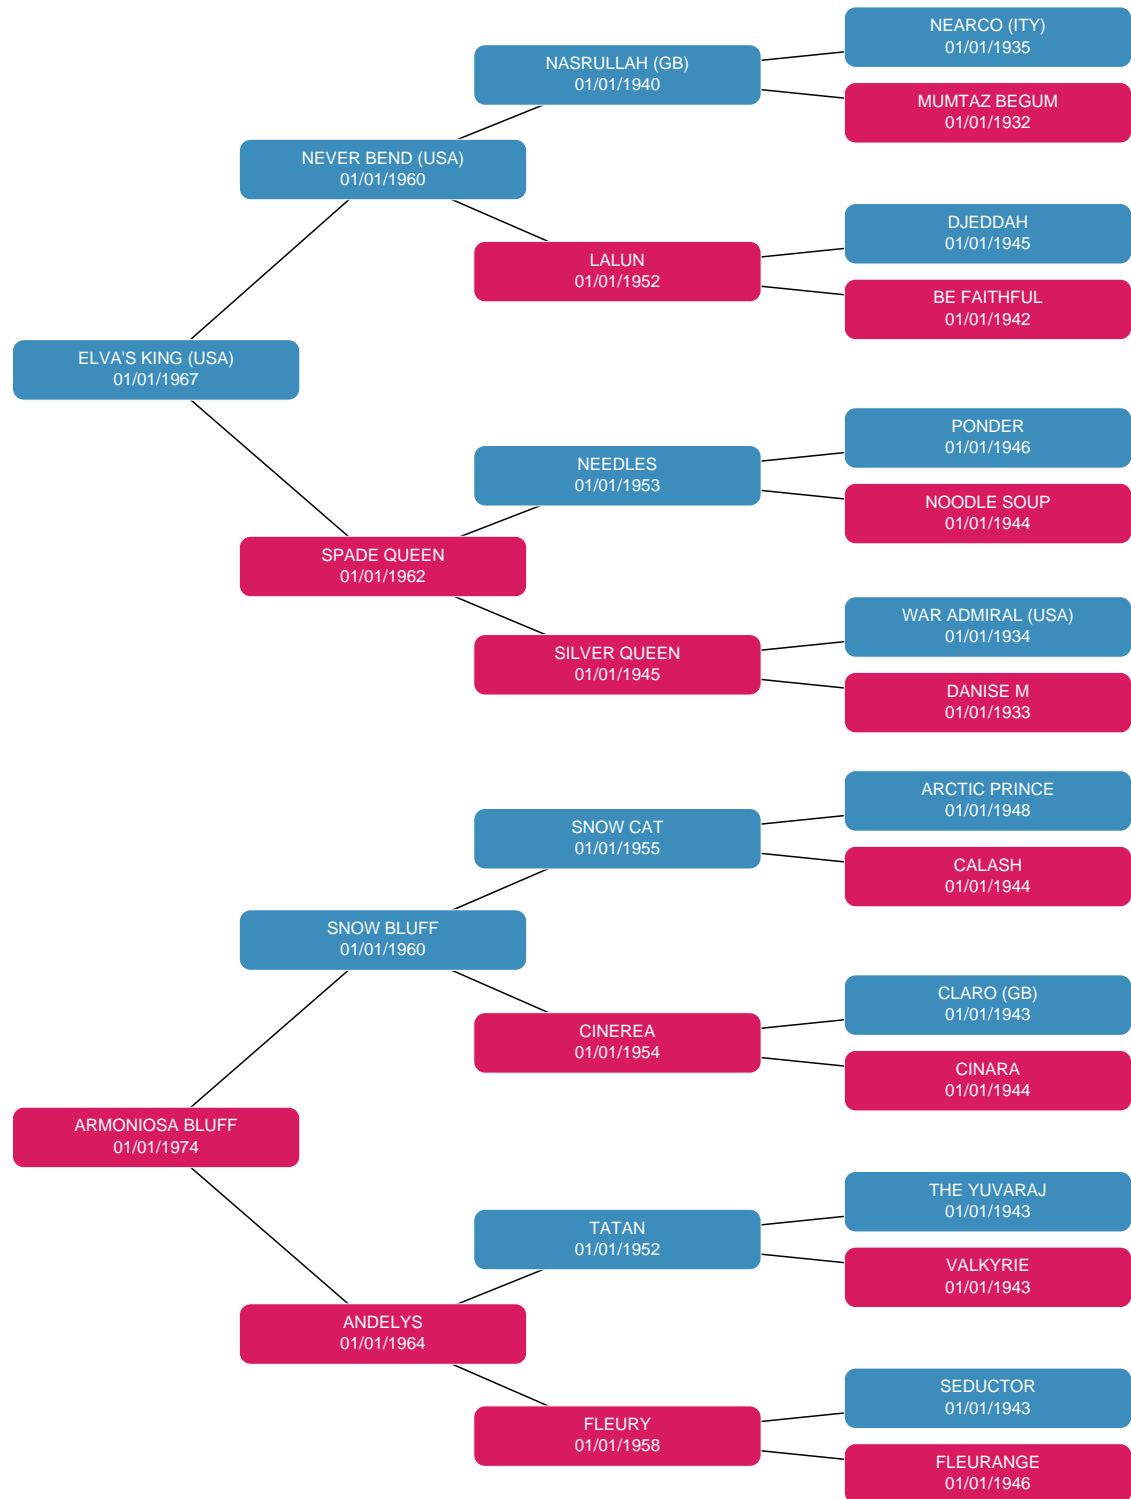 NEARCO (ITY)
01/01/1935
NASRULLAH (GB)
01/01/1940
MUMTAZ BEGUM
01/01/1932
NEVER BEND (USA)
01/01/1960
DJEDDAH
01/01/1945
LALUN
01/01/1952
BE FAITHFUL
01/01/1942
ELVA'S KING (USA)
01/01/1967
PONDER
01/01/1946
NEEDLES
01/01/1953
NOODLE SOUP
01/01/1944
SPADE QUEEN
01/01/1962
WAR ADMIRAL (USA)
01/01/1934
SILVER QUEEN
01/01/1945
DANISE M
01/01/1933
ARCTIC PRINCE
01/01/1948
SNOW CAT
01/01/1955
CALASH
01/01/1944
SNOW BLUFF
01/01/1960
CLARO (GB)
01/01/1943
CINEREA
01/01/1954
CINARA
01/01/1944
ARMONIOSA BLUFF
01/01/1974
THE YUVARAJ
01/01/1943
TATAN
01/01/1952
VALKYRIE
01/01/1943
ANDELYS
01/01/1964
SEDUCTOR
01/01/1943
FLEURY
01/01/1958
FLEURANGE
01/01/1946